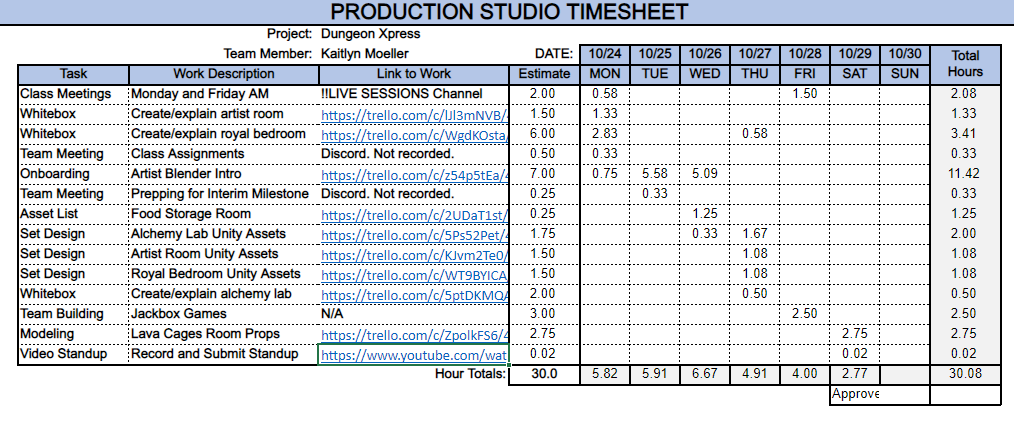 PRODUCTION STUDIO TIMESHEET
Project: Dungeon Xpress
Team Member: Kaitlyn Moeller DATE: 10/24 10/25 10/26 10/27 10/28 10/29 10/30 Total Hours
Task Work Description Link to Work Estimate MON TUE WED THU FRI SAT SUN
Class Meetings Monday and Friday AM !!LIVE SESSIONS Channel 2.00 0.58 1.50 2.08
Whitebox Create/explain artist room https://trello.com/c/lJl3mNVB/ 1.50 1.33 1.33
Whitebox Create/explain royal bedroom https://trello.com/c/WgdKOsta 6.00 2.83 0.58 3.41
Team Meeting Class Assignments Discord. Not recorded. 0.50 0.33 0.33
Onboarding Artist Blender Intro https://trello.com/c/z54p5tEa/ 7.00 0.75 5.58 5.09 11.42
Team Meeting Prepping for Interim Milestone Discord. Not recorded. 0.25 0.33 0.33
Asset List Food Storage Room https://trello.com/c/2UDaT1st/ 0.25 1.25 1.25
Set Design Alchemy Lab Unity Assets https://trello.com/c/5Ps52Pet/ 1.75 0.33 1.67 2.00
Set Design Artist Room Unity Assets https://trello.com/c/KJvm2Te0/ 1.50 1.08 1.08
Set Design Royal Bedroom Unity Assets https://trello.com/c/WT9BYICA 1.50 1.08 1.08
Whitebox Create/explain alchemy lab https://trello.com/c/5ptDKMQ 2.00 0.50 0.50
Team Building Jackbox Games N/A 3.00 2.50 2.50
Modeling Lava Cages Room Props https://trello.com/c/ZpolkFS6/ 2.75 2.75 2.75
Video Standup Record and Submit Standup https://www.youtube.com/wat 0.02 0.02 0.02
Hour Totals: 30.0 5.82 5.91 6.67 4.91 4.00 2.77 30.08
Approve